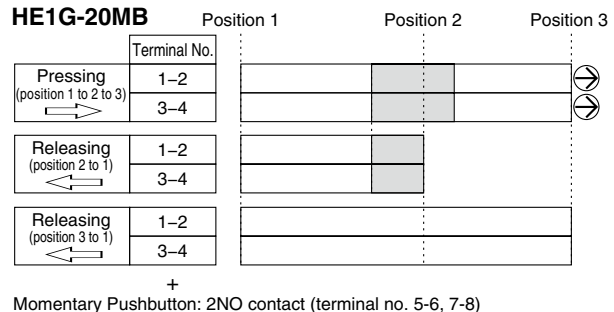 HE1G-20MB
Position 1 Position 2 Position 3
Terminal No.
Pressing
(position 1 to 2 to 3)
1–2
3–4
Releasing
(position 2 to 1)
1–2
3–4
Releasing
(position 3 to 1)
1–2
3–4
+
Momentary Pushbutton: 2NO contact (terminal no. 5-6, 7-8)